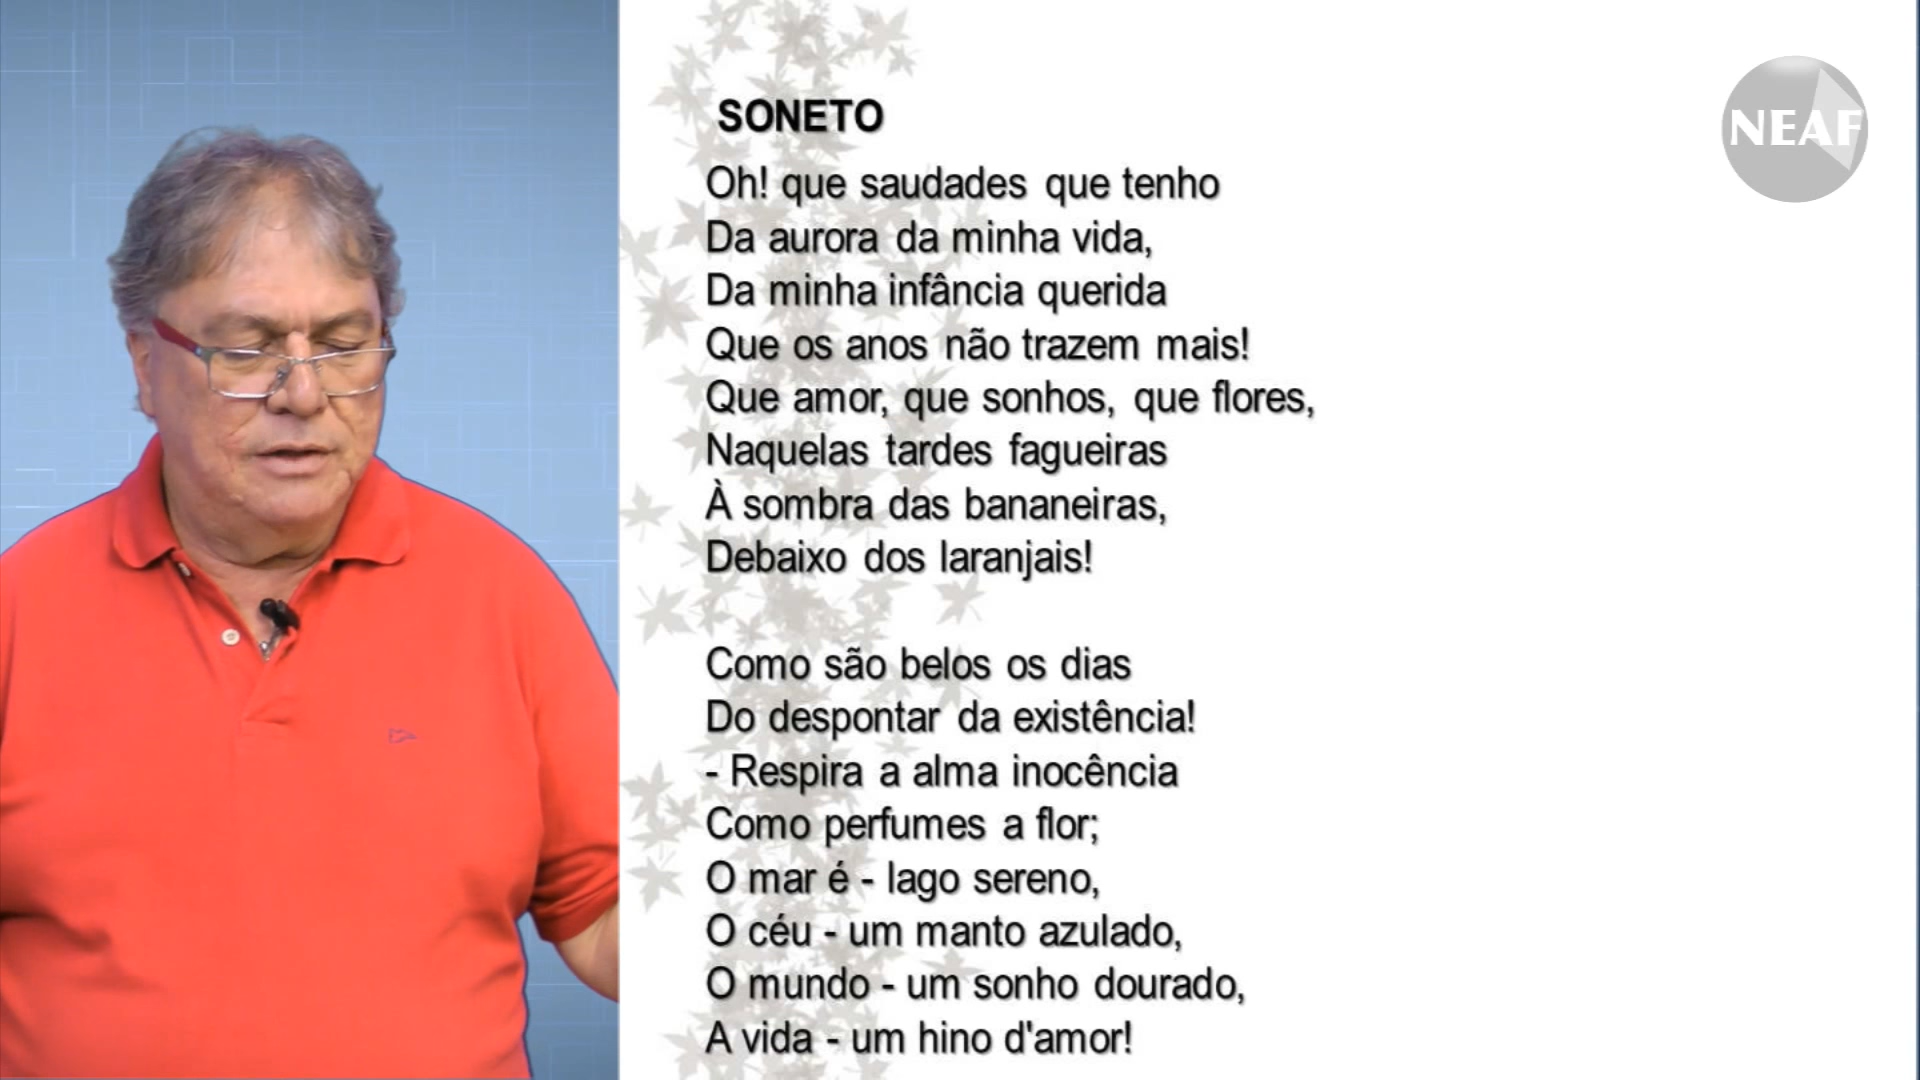 NEAF
SONETO
Oh! que saudades que tenho
Da aurora da minha vida,
Da minha infância querida
Que os anos não trazem mais!
Que amor, que sonhos, que flores,
Naquelas tardes fagueiras
À sombra das bananeiras,
Debaixo dos laranjais!
Como são belos os dias
Do despontar da existência!
- Respira a alma inocência
Como perfumes a flor;
O mar é - lago sereno,
O céu - um manto azulado,
O mundo - um sonho dourado,
A vida - um hino d'amor!